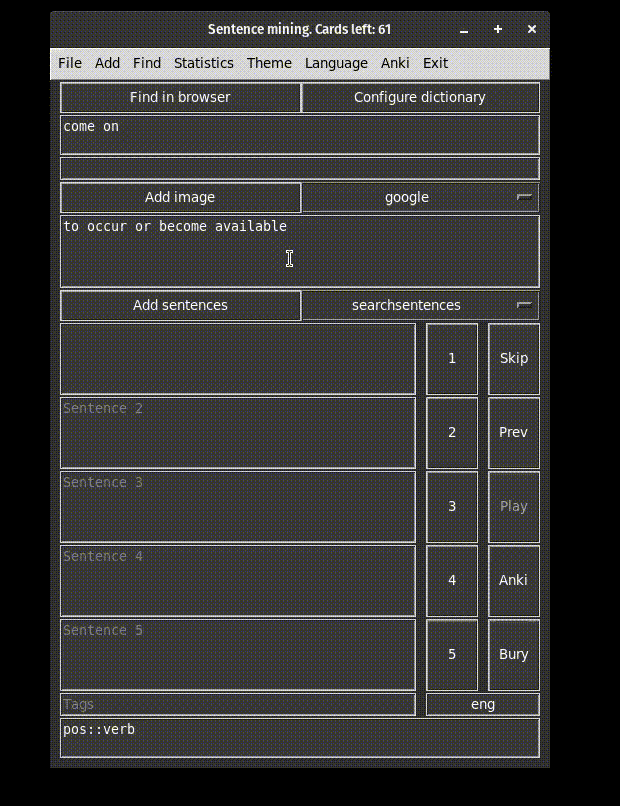 Sentence mining. Cards left: 61
File Add Find Statistics Theme Language Anki Exit
Find in browser Configure dictionary
come on
Add image google
to occur or become available
Add sentences searchsentences
1 Skip
Sentence 2 2 Prev
Sentence 3 3 Play
Sentence 4 4 Anki
Sentence 5 5 Bury
Tags eng
pos::verb